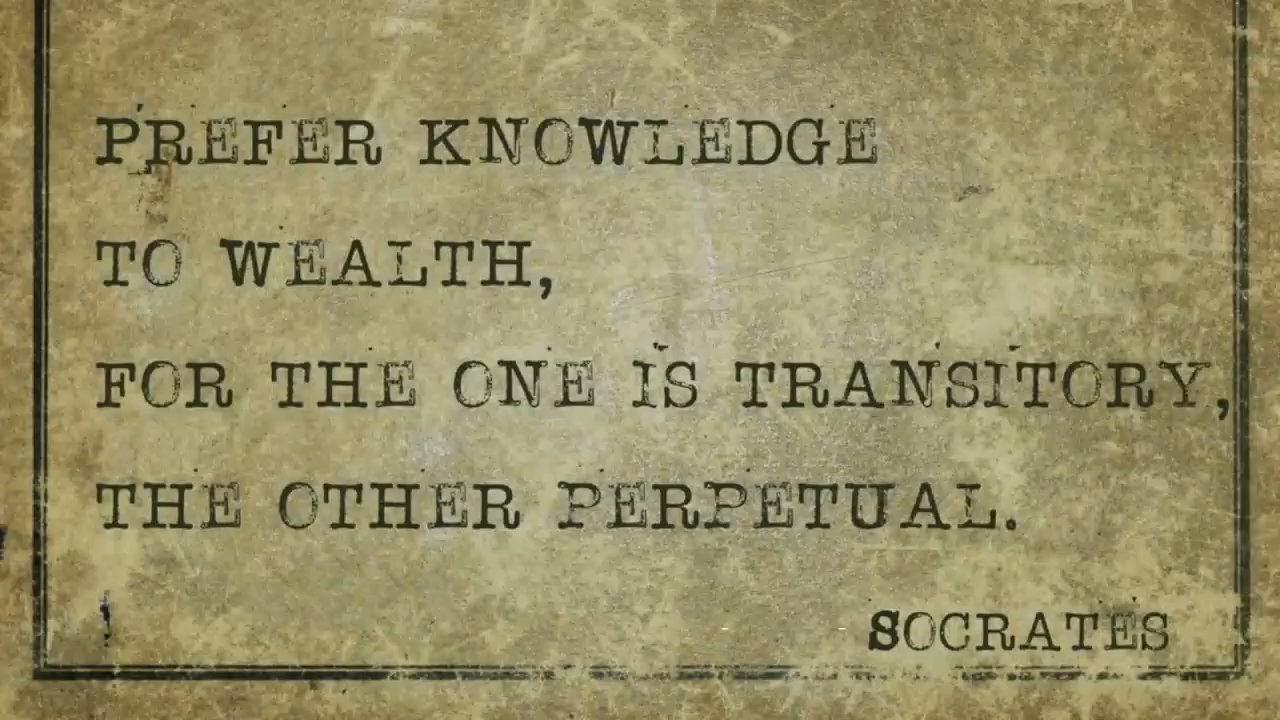 PREFER KNOWLEDGE
TO WEALTH,
FOR THE ONE IS TRANSITORY,
THE OTHER PERPETUAL.
SOCRATES